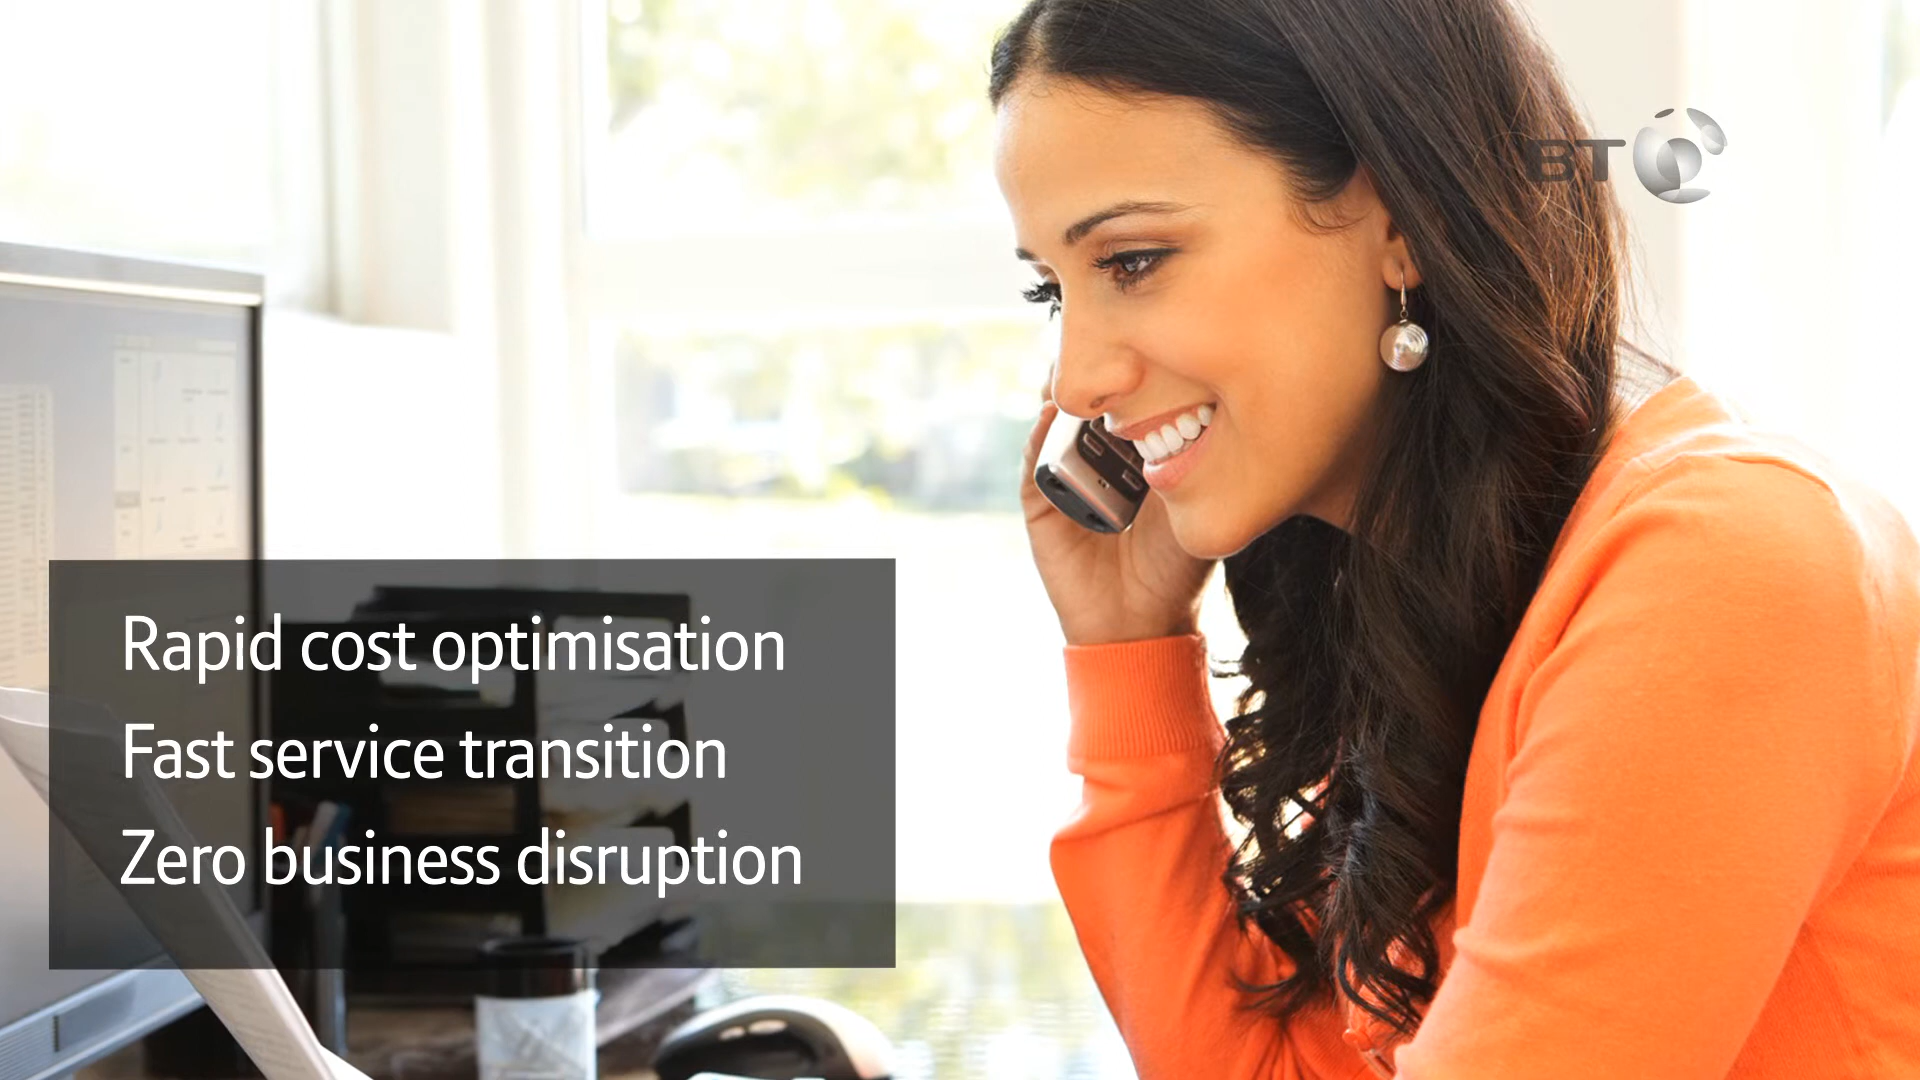 BT
Rapid cost optimisation
Fast service transition
Zero business disruption